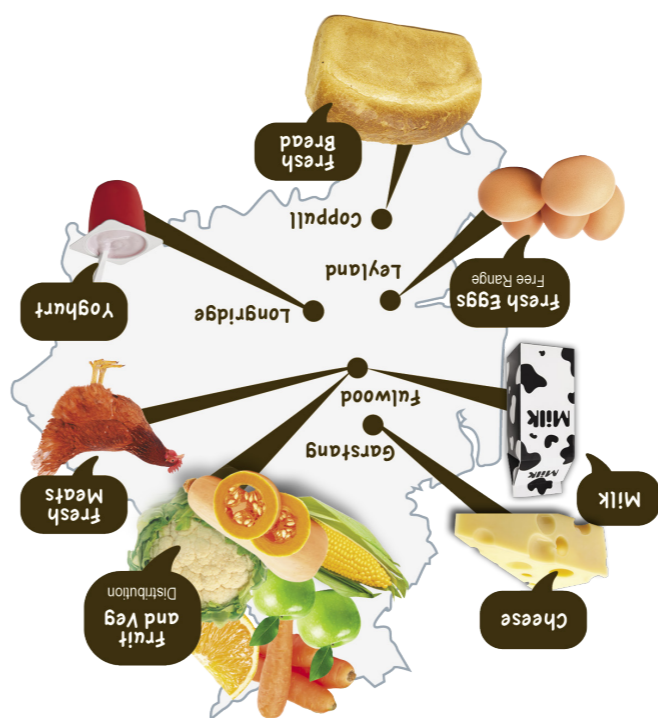 Cheese
Fruit
and Veg
Distribution
Milk
Milk
Milk
Fresh
Meats
Garstang
Fulwood
Yoghurt
Longridge
Fresh Eggs
Free Range
Leyland
Coppull
Fresh
Bread